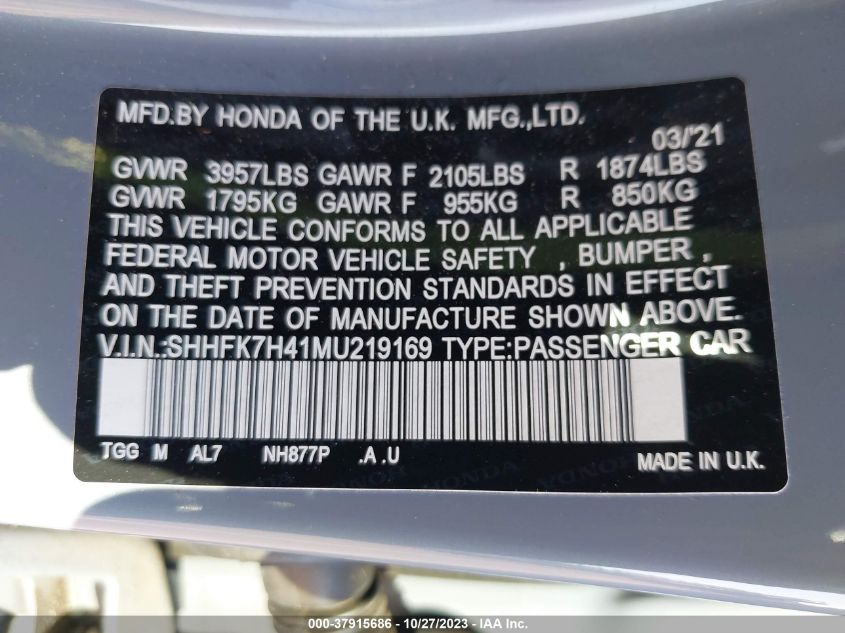 MFD.BY HONDA OF THE U.K. MFG.,LTD.
03/'21
GVWR 3957LBS GAWR F 2105LBS R 1874LBS
GVWR 1795KG GAWR F 955KG R 850KG
THIS VEHICLE CONFORMS TO ALL APPLICABLE
FEDERAL MOTOR VEHICLE SAFETY , BUMPER ,
AND THEFT PREVENTION STANDARDS IN EFFECT
ON THE DATE OF MANUFACTURE SHOWN ABOVE.
V.I.N.:SHHFK7H41MU219169 TYPE:PASSENGER CAR
TGG M AL7 NH877P .A .U
MADE IN U.K.
000-37915686 - 10/27/2023 - IAA Inc.